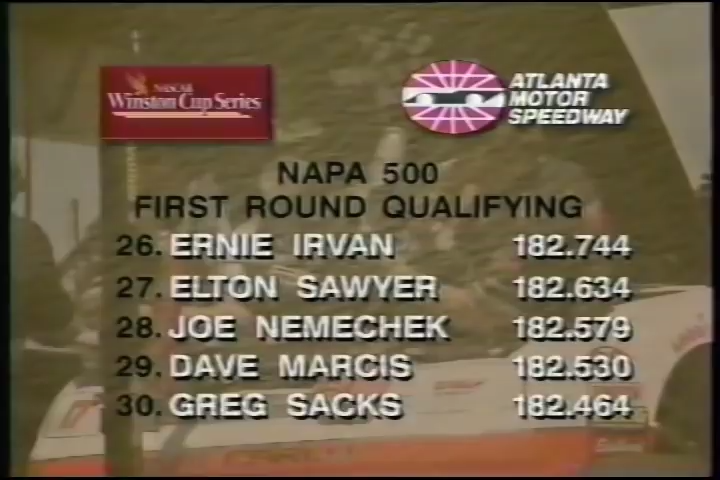 NASCAR
Winston Cup Series
ATLANTA
MOTOR
SPEEDWAY
NAPA 500
FIRST ROUND QUALIFYING
26. ERNIE IRVAN 182.744
27. ELTON SAWYER 182.634
28. JOE NEMECHEK 182.579
29. DAVE MARCIS 182.530
30. GREG SACKS 182.464